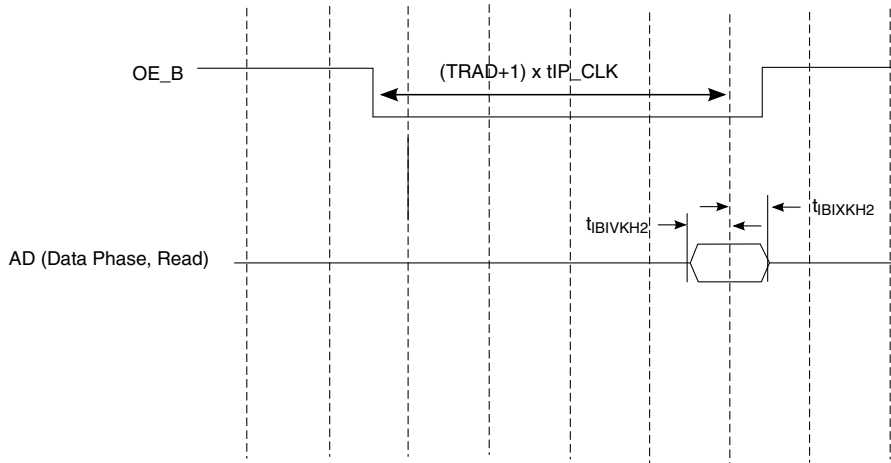 (TRAD+1) x tIP_CLK
OE_B
tIBIVKH2
tIBIXKH2
AD (Data Phase, Read)